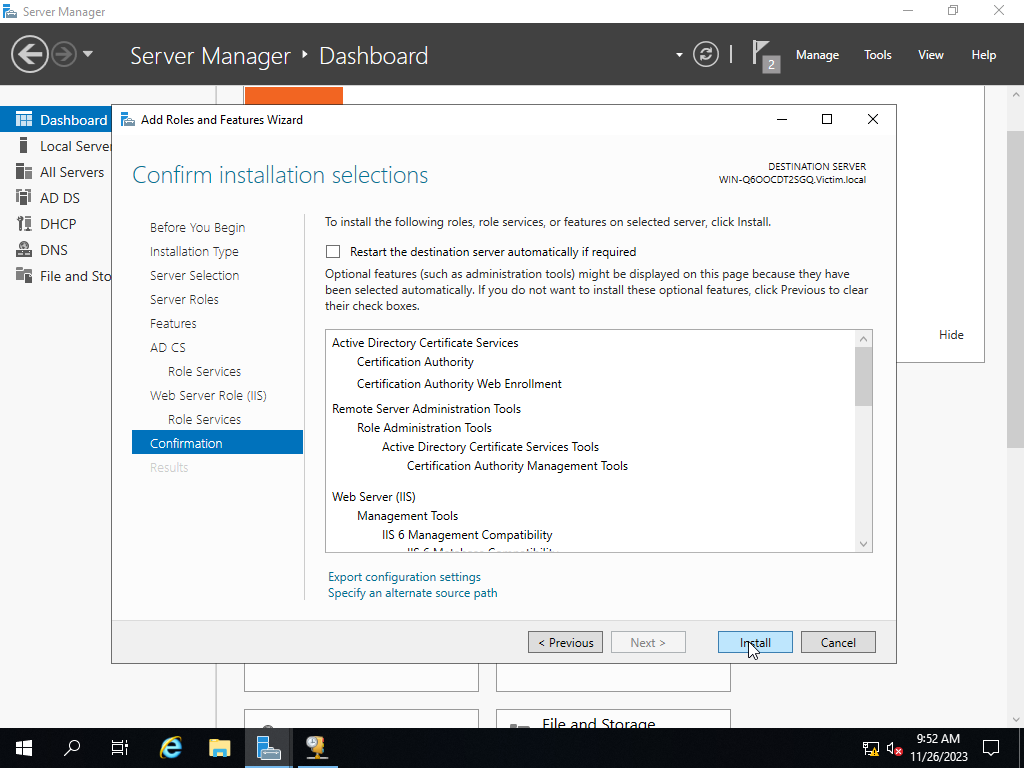 Server Manager
Server Manager ‣ Dashboard
2
Manage
Tools
View
Help
Dashboard
Local Server
All Servers
AD DS
DHCP
DNS
File and Sto
Add Roles and Features Wizard
Confirm installation selections
DESTINATION SERVER
WIN-Q6OOCDT2SGQ.Victim.local
Before You Begin
Installation Type
Server Selection
Server Roles
Features
AD CS
Role Services
Web Server Role (IIS)
Role Services
Confirmation
Results
To install the following roles, role services, or features on selected server, click Install.
Restart the destination server automatically if required
Optional features (such as administration tools) might be displayed on this page because they have
been selected automatically. If you do not want to install these optional features, click Previous to clear
their check boxes.
Active Directory Certificate Services
Certification Authority
Certification Authority Web Enrollment
Remote Server Administration Tools
Role Administration Tools
Active Directory Certificate Services Tools
Certification Authority Management Tools
Web Server (IIS)
Management Tools
IIS 6 Management Compatibility
IIS 6 Metabase Compatibility
Export configuration settings
Specify an alternate source path
< Previous
Next >
Install
Cancel
Hide
File and Storage
9:52 AM
11/26/2023